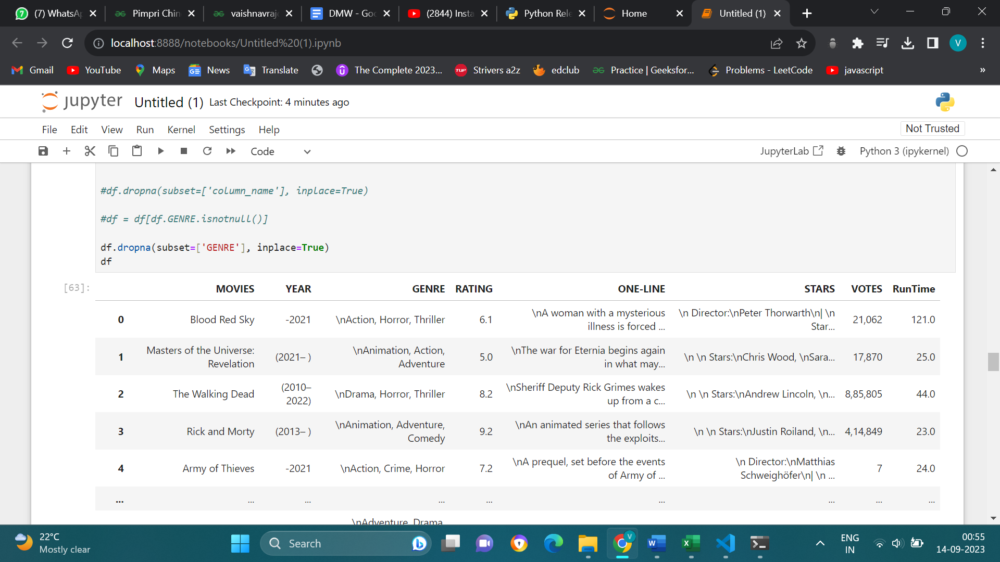 (7) WhatsAp
Pimpri Chin
vaishnavraj
DMW - Goo
(2844) Insta
Python Rele
Home
Untitled (1)
localhost:8888/notebooks/Untitled%20(1).ipynb
V
Gmail
YouTube
Maps
News
Translate
The Complete 2023...
Strivers a2z
edclub
Practice | Geeksfor...
Problems - LeetCode
javascript
»
jupyter Untitled (1) Last Checkpoint: 4 minutes ago
File Edit View Run Kernel Settings Help
Not Trusted
Code
JupyterLab
Python 3 (ipykernel)
#df.dropna(subset=['column_name'], inplace=True)
#df = df[df.GENRE.isnotnull()]
df.dropna(subset=['GENRE'], inplace=True)
df
[63]:
MOVIES YEAR GENRE RATING ONE-LINE STARS VOTES RunTime
0 Blood Red Sky -2021 \nAction, Horror, Thriller 6.1 \nA woman with a mysterious illness is forced ... \n Director:\nPeter Thorwarth\n| \n Star... 21,062 121.0
1 Masters of the Universe: Revelation (2021– ) \nAnimation, Action, Adventure 5.0 \nThe war for Eternia begins again in what may... \n \n Stars:\nChris Wood, \nSara... 17,870 25.0
2 The Walking Dead (2010–2022) \nDrama, Horror, Thriller 8.2 \nSheriff Deputy Rick Grimes wakes up from a c... \n \n Stars:\nAndrew Lincoln, \n... 8,85,805 44.0
3 Rick and Morty (2013– ) \nAnimation, Adventure, Comedy 9.2 \nAn animated series that follows the exploits... \n \n Stars:\nJustin Roiland, \n... 4,14,849 23.0
4 Army of Thieves -2021 \nAction, Crime, Horror 7.2 \nA prequel, set before the events of Army of ... \n Director:\nMatthias Schweighöfer\n| \n ... 7 24.0
... ... ... ... ... ... ... ... ...
\nAdventure, Drama,
22°C
Mostly clear
Search
V
ENG
IN
00:55
14-09-2023